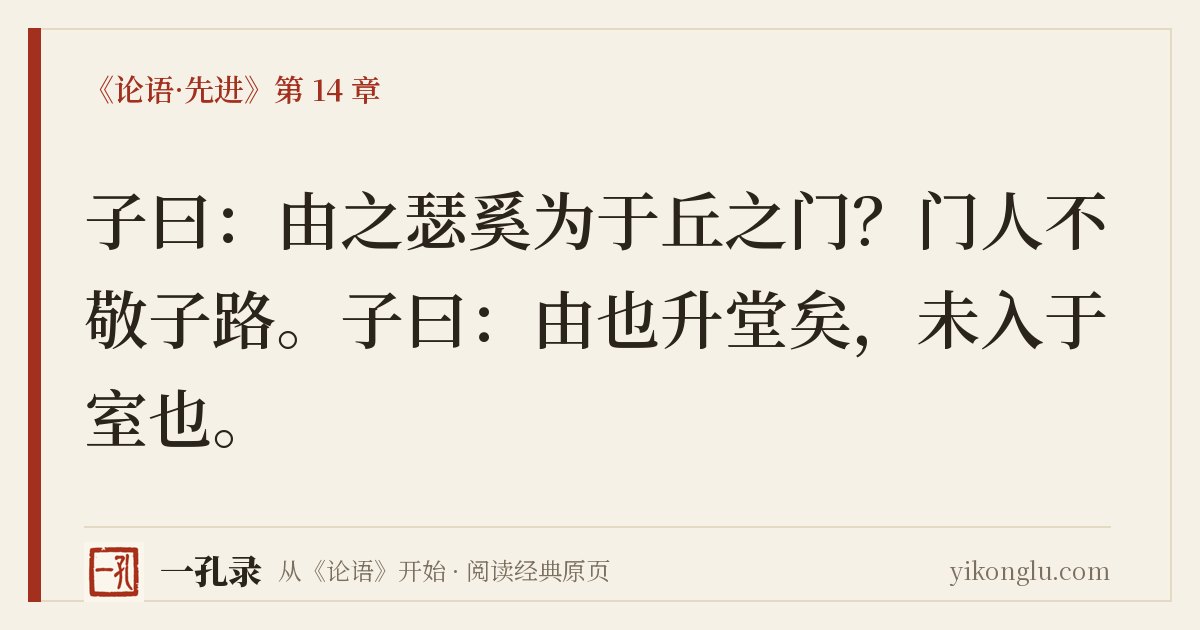 《论语·先进》第 14 章
子曰：由之瑟奚为于丘之门？门人不
敬子路。子曰：由也升堂矣，未入于
室也。
一孔
一孔录 从《论语》开始 · 阅读经典原页 yikonglu.com